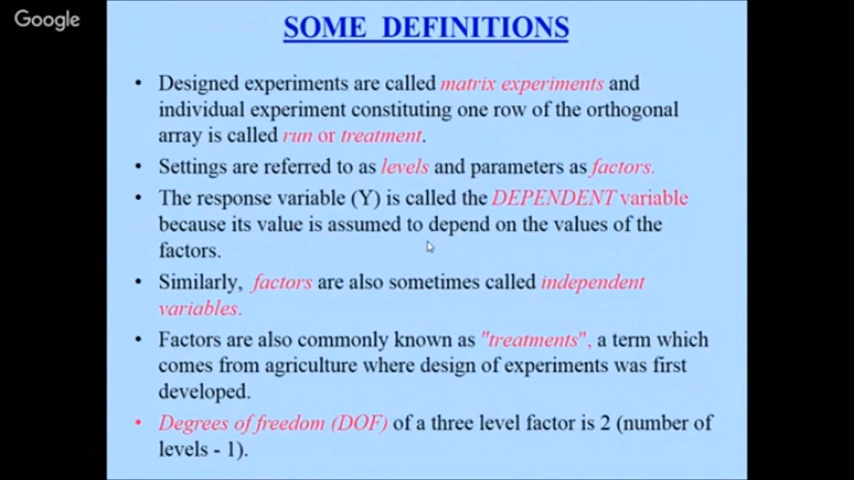 Google
SOME DEFINITIONS
• Designed experiments are called matrix experiments and
individual experiment constituting one row of the orthogonal
array is called run or treatment.
• Settings are referred to as levels and parameters as factors.
• The response variable (Y) is called the DEPENDENT variable
because its value is assumed to depend on the values of the
factors.
• Similarly, factors are also sometimes called independent
variables.
• Factors are also commonly known as "treatments", a term which
comes from agriculture where design of experiments was first
developed.
• Degrees of freedom (DOF) of a three level factor is 2 (number of
levels - 1).